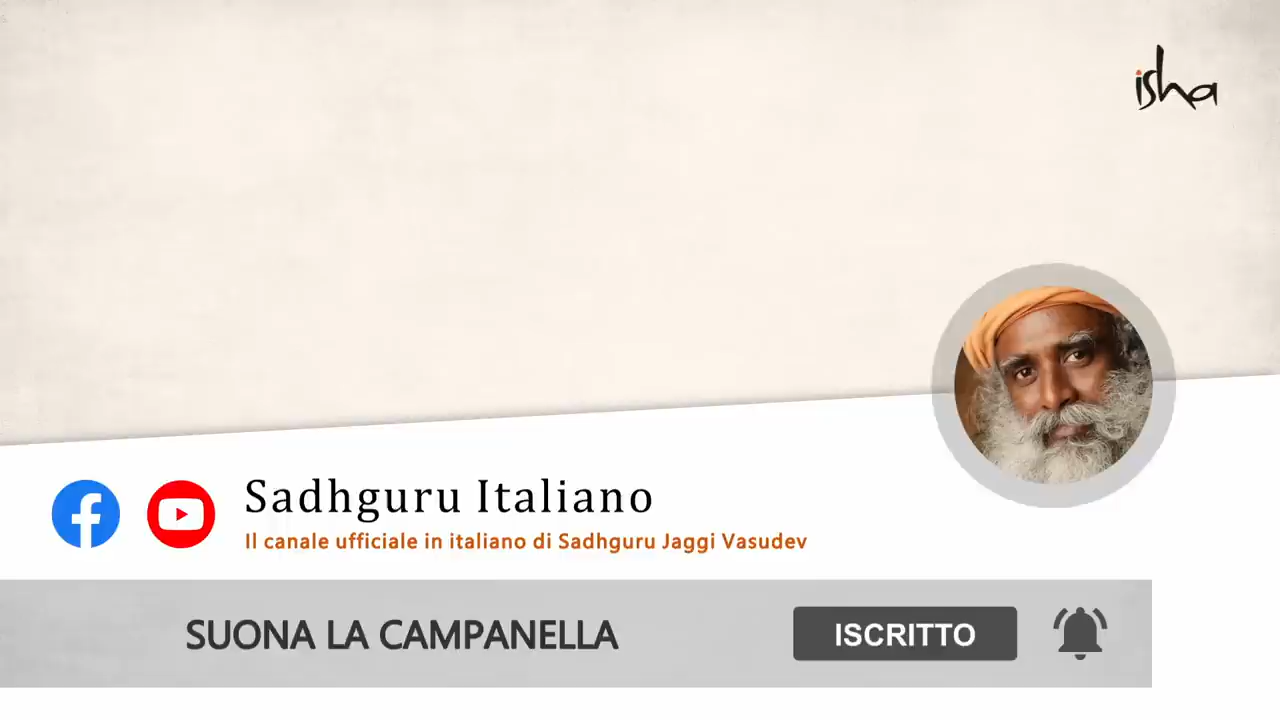 isha
Sadhguru Italiano
Il canale ufficiale in italiano di Sadhguru Jaggi Vasudev
SUONA LA CAMPANELLA
ISCRITTO